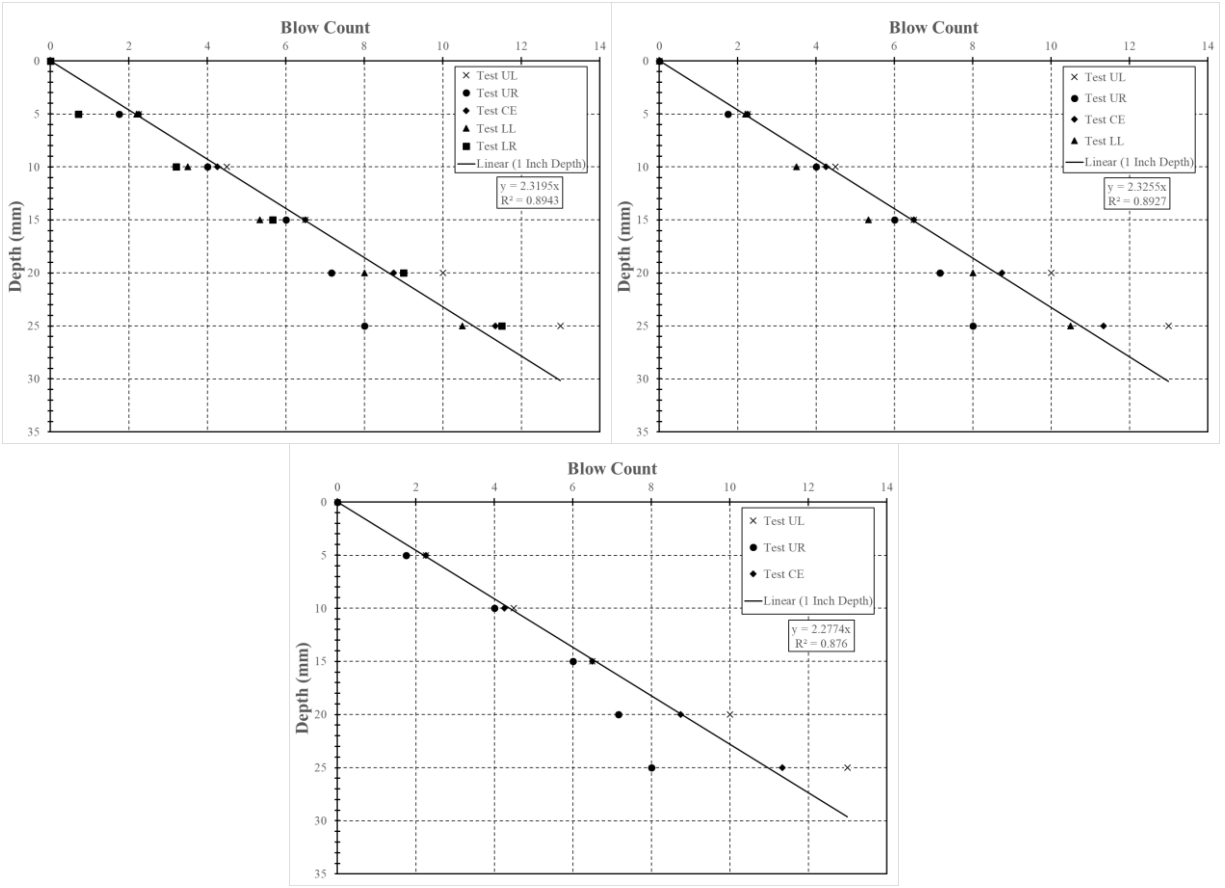 Blow Count
0 2 4 6 8 10 12 14
0
5
10
15
20
25
30
35
Depth (mm)
Test UL
Test UR
Test CE
Test LL
Test LR
Linear (1 Inch Depth)
y = 2.3195x
R² = 0.8943
Blow Count
0 2 4 6 8 10 12 14
0
5
10
15
20
25
30
35
Depth (mm)
Test UL
Test UR
Test CE
Test LL
Linear (1 Inch Depth)
y = 2.3255x
R² = 0.8927
Blow Count
0 2 4 6 8 10 12 14
0
5
10
15
20
25
30
35
Depth (mm)
Test UL
Test UR
Test CE
Linear (1 Inch Depth)
y = 2.2774x
R² = 0.876